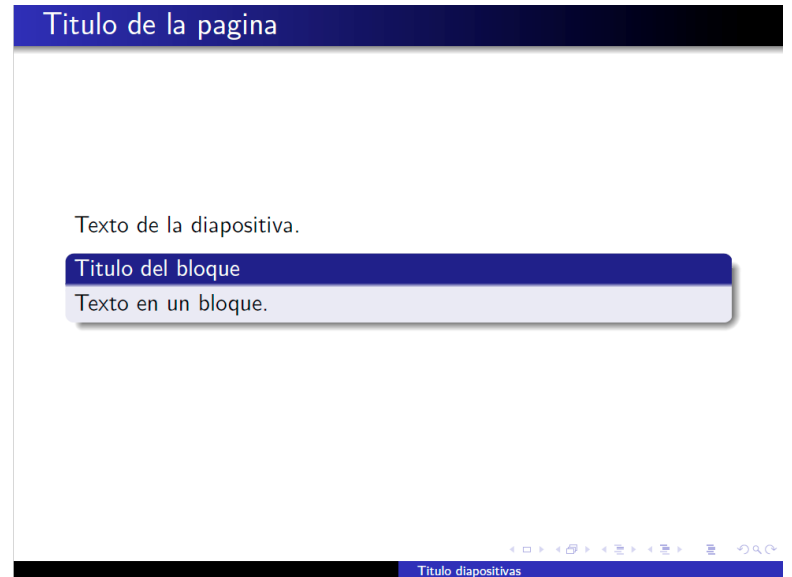 Titulo de la pagina
Texto de la diapositiva.
Titulo del bloque
Texto en un bloque.
Titulo diapositivas